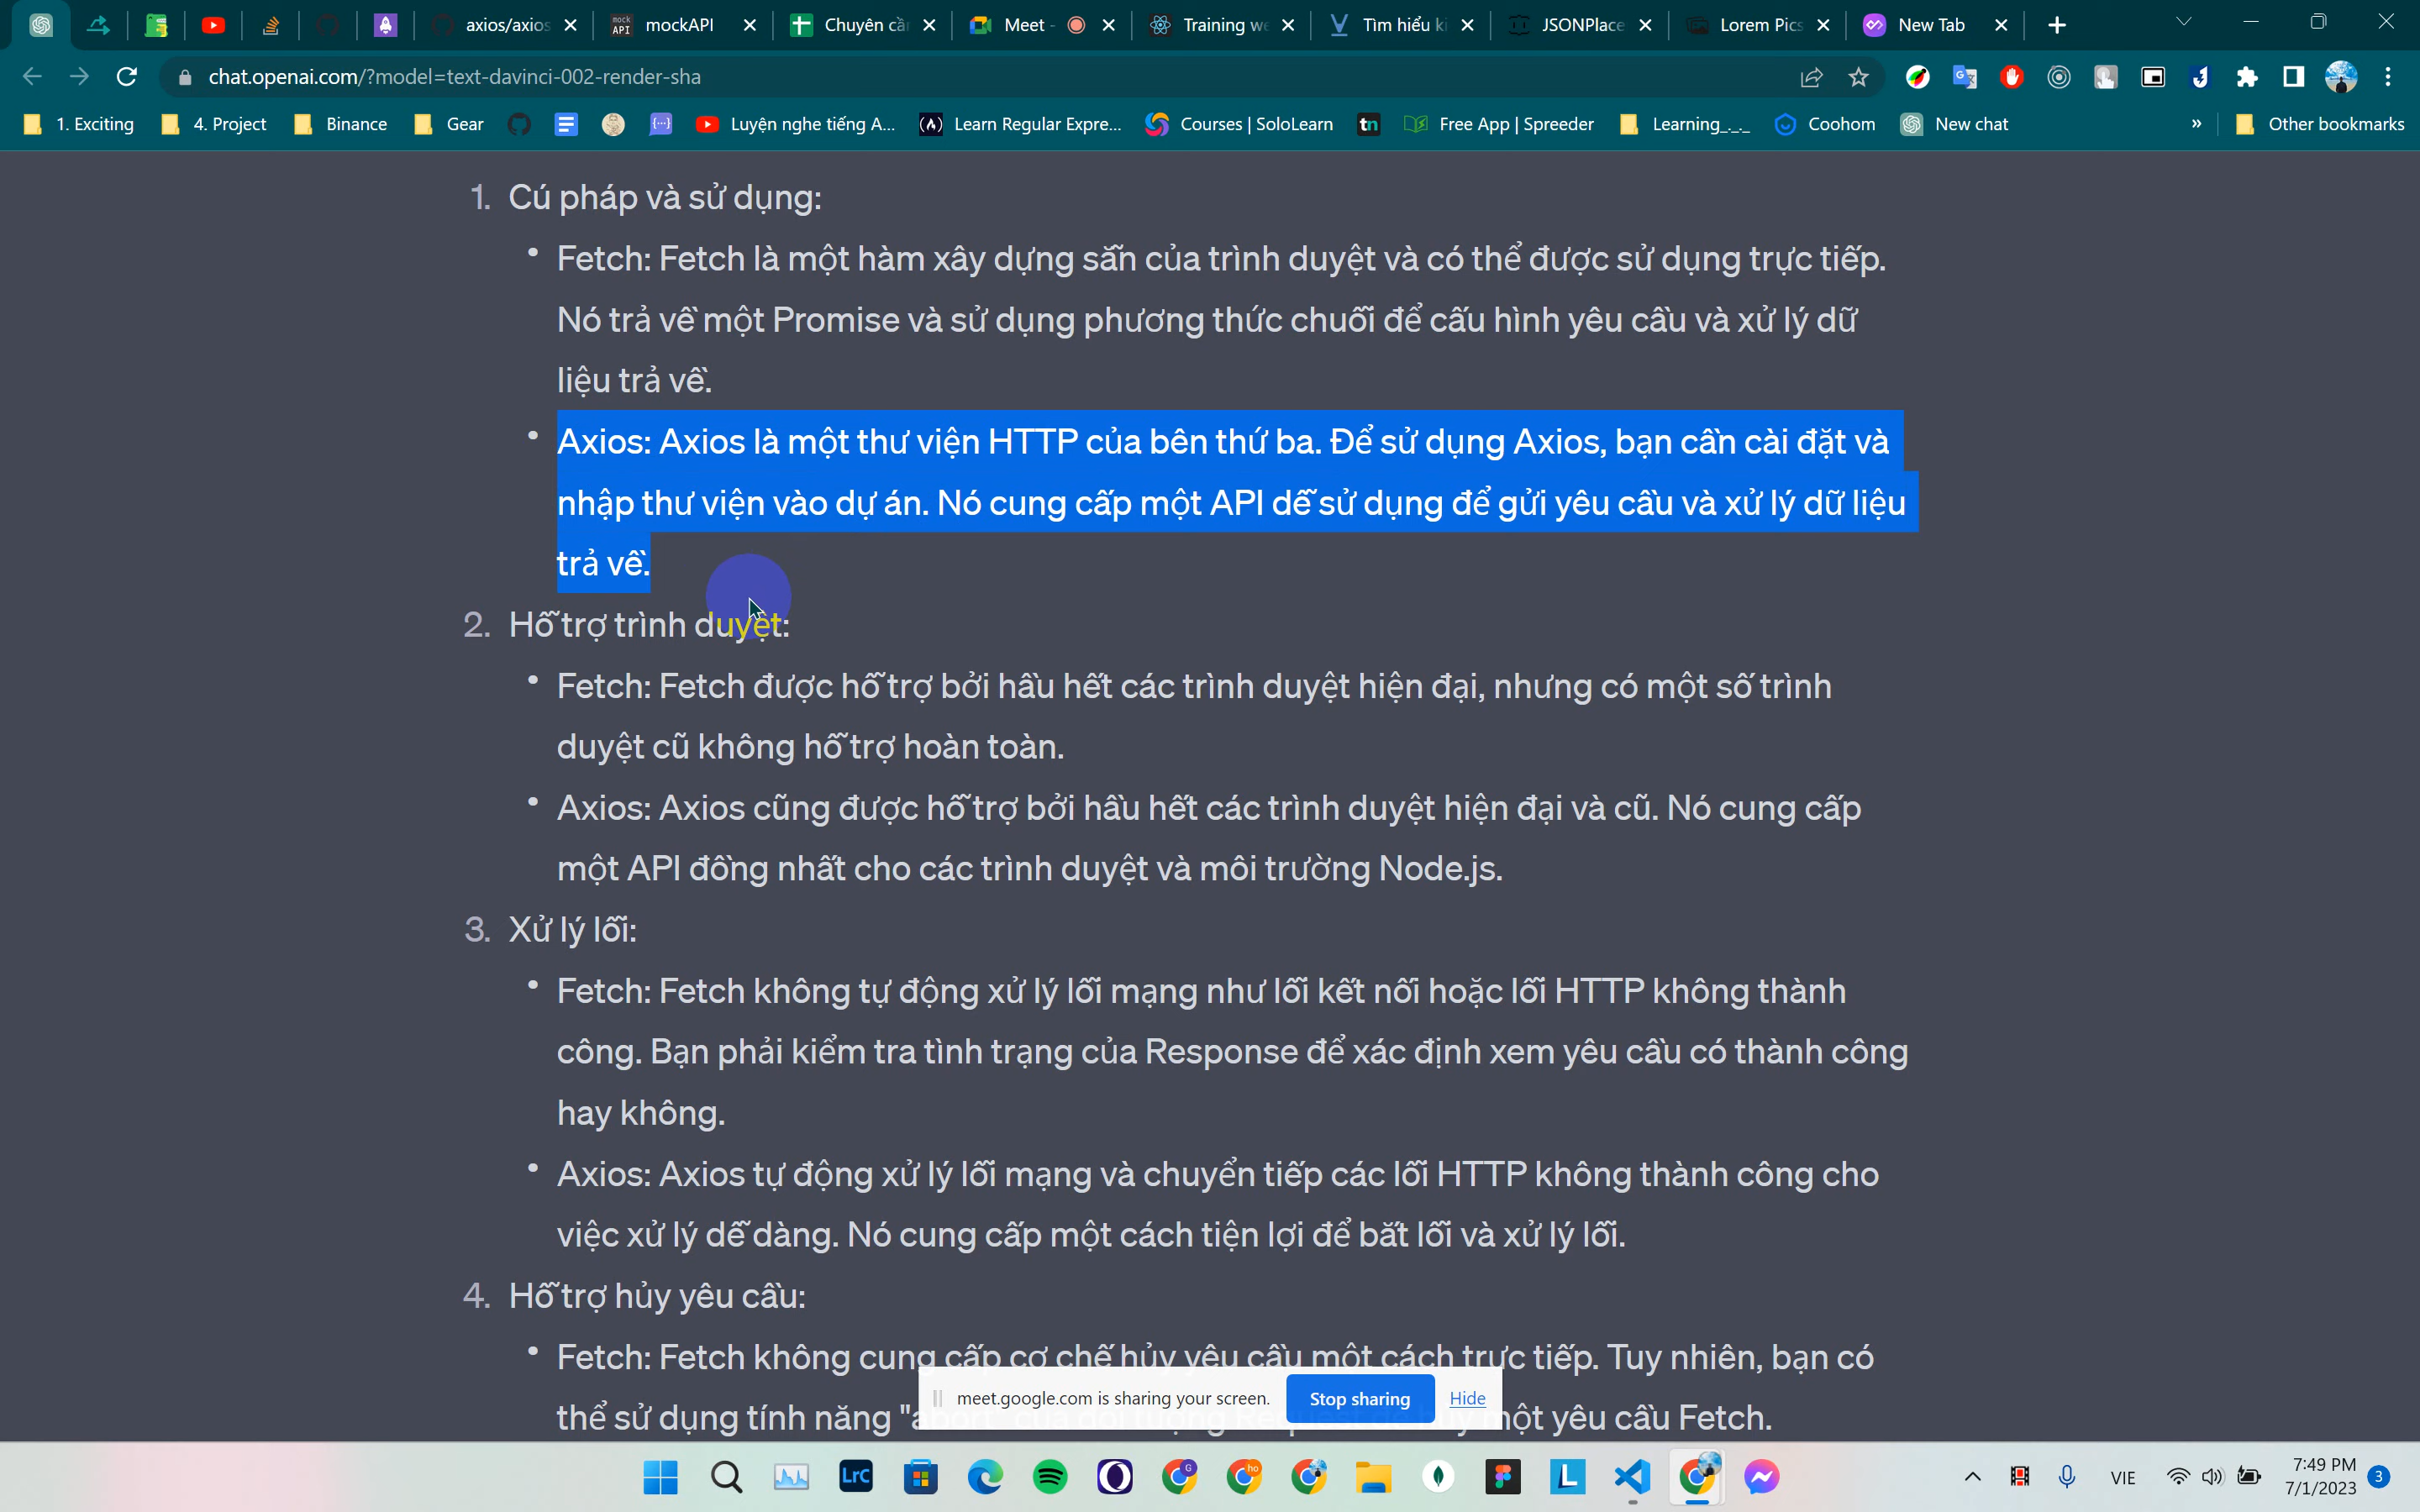 axios/axios
mockAPI
Chuyên cầ
Meet -
Training we
Tìm hiểu ki
JSONPlace
Lorem Pics
New Tab
chat.openai.com/?model=text-davinci-002-render-sha
1. Exciting
4. Project
Binance
Gear
Luyện nghe tiếng A...
Learn Regular Expre...
Courses | SoloLearn
tn
Free App | Spreeder
Learning_._
Coohom
New chat
»
Other bookmarks
1. Cú pháp và sử dụng:
• Fetch: Fetch là một hàm xây dựng sẵn của trình duyệt và có thể được sử dụng trực tiếp.
Nó trả về một Promise và sử dụng phương thức chuỗi để cấu hình yêu cầu và xử lý dữ
liệu trả về.
• Axios: Axios là một thư viện HTTP của bên thứ ba. Để sử dụng Axios, bạn cần cài đặt và
nhập thư viện vào dự án. Nó cung cấp một API dễ sử dụng để gửi yêu cầu và xử lý dữ liệu
trả về.
2. Hỗ trợ trình duyệt:
• Fetch: Fetch được hỗ trợ bởi hầu hết các trình duyệt hiện đại, nhưng có một số trình
duyệt cũ không hỗ trợ hoàn toàn.
• Axios: Axios cũng được hỗ trợ bởi hầu hết các trình duyệt hiện đại và cũ. Nó cung cấp
một API đồng nhất cho các trình duyệt và môi trường Node.js.
3. Xử lý lỗi:
• Fetch: Fetch không tự động xử lý lỗi mạng như lỗi kết nối hoặc lỗi HTTP không thành
công. Bạn phải kiểm tra tình trạng của Response để xác định xem yêu cầu có thành công
hay không.
• Axios: Axios tự động xử lý lỗi mạng và chuyển tiếp các lỗi HTTP không thành công cho
việc xử lý dễ dàng. Nó cung cấp một cách tiện lợi để bắt lỗi và xử lý lỗi.
4. Hỗ trợ hủy yêu cầu:
• Fetch: Fetch không cung cấp cơ chế hủy yêu cầu một cách trực tiếp. Tuy nhiên, bạn có
thể sử dụng tính năng "abort" của đối tượng Request để hủy một yêu cầu Fetch.
meet.google.com is sharing your screen.
Stop sharing
Hide
LrC
VIE
7:49 PM
7/1/2023
3